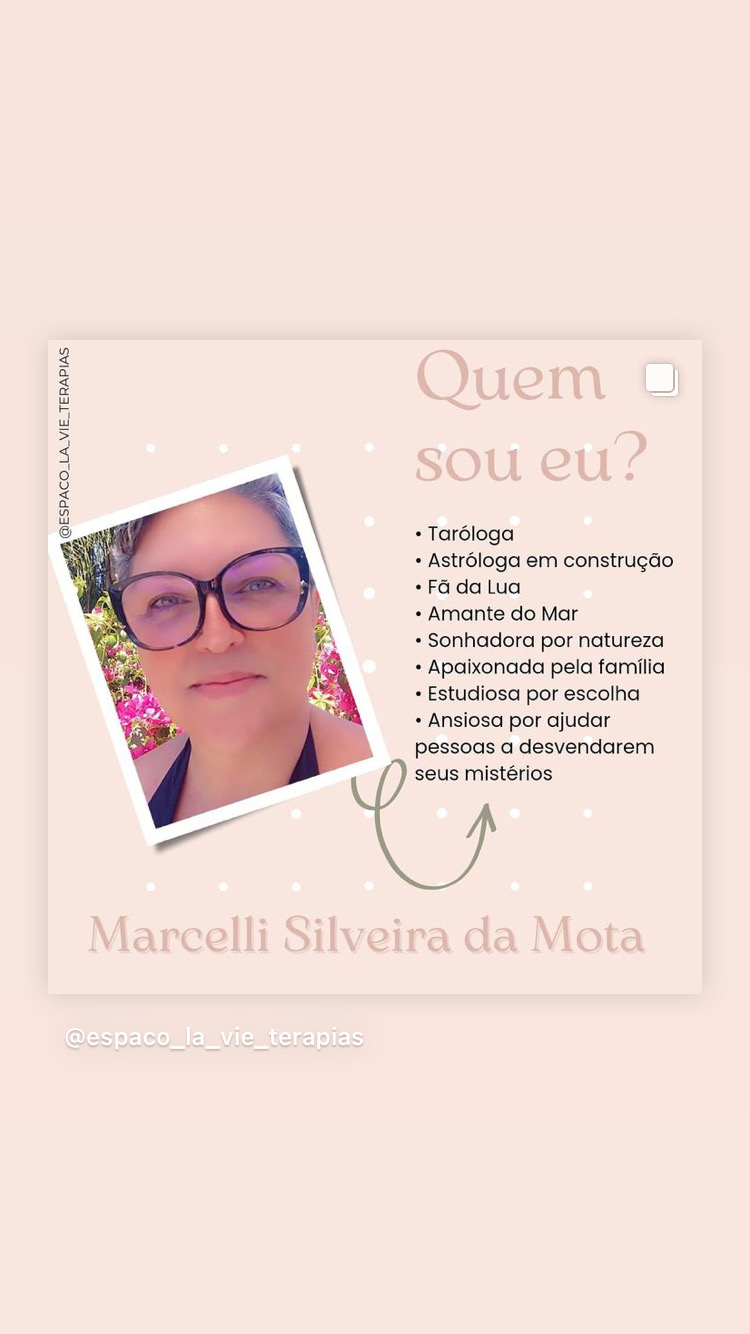 @ESPACO_LA_VIE_TERAPIAS
Quem
sou eu?
• Taróloga
• Astróloga em construção
• Fã da Lua
• Amante do Mar
• Sonhadora por natureza
• Apaixonada pela família
• Estudiosa por escolha
• Ansiosa por ajudar
pessoas a desvendarem
seus mistérios
Marcelli Silveira da Mota
@espaco_la_vie_terapias